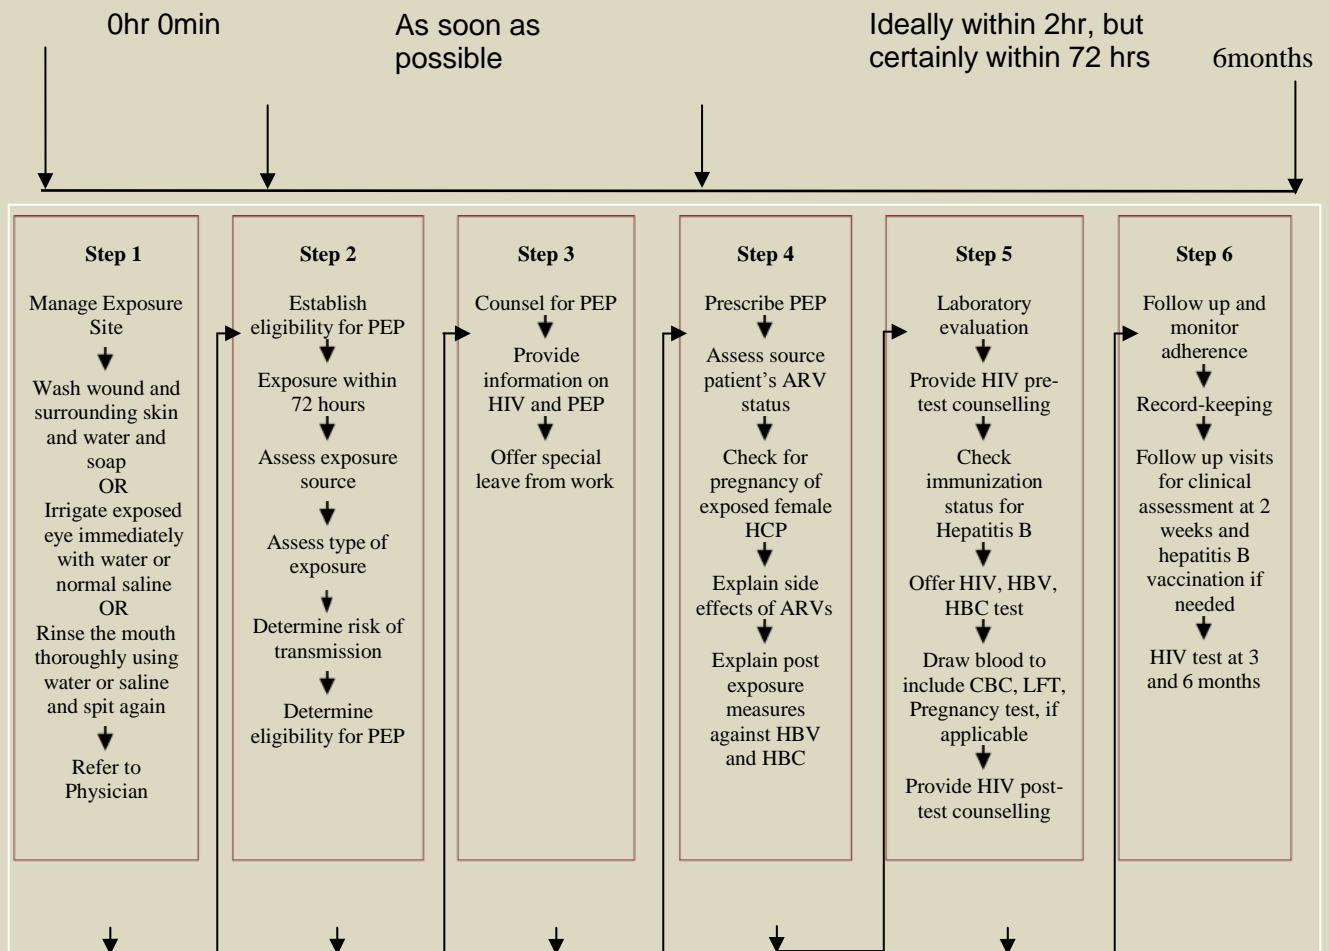 0hr 0min
As soon as
possible
Ideally within 2hr, but
certainly within 72 hrs
6months
Step 1
Manage Exposure
Site
Wash wound and
surrounding skin
and water and
soap
OR
Irrigate exposed
eye immediately
with water or
normal saline
OR
Rinse the mouth
thoroughly using
water or saline
and spit again
Refer to
Physician
Step 2
Establish
eligibility for PEP
Exposure within
72 hours
Assess exposure
source
Assess type of
exposure
Determine risk of
transmission
Determine
eligibility for PEP
Step 3
Counsel for PEP
Provide
information on
HIV and PEP
Offer special
leave from work
Step 4
Prescribe PEP
Assess source
patient's ARV
status
Check for
pregnancy of
exposed female
HCP
Explain side
effects of ARVs
Explain post
exposure
measures
against HBV
and HBC
Step 5
Laboratory
evaluation
Provide HIV pre-
test counselling
Check
immunization
status for
Hepatitis B
Offer HIV, HBV,
HBC test
Draw blood to
include CBC, LFT,
Pregnancy test, if
applicable
Provide HIV post-
test counselling
Step 6
Follow up and
monitor
adherence
Record-keeping
Follow up visits
for clinical
assessment at 2
weeks and
hepatitis B
vaccination if
needed
HIV test at 3
and 6 months